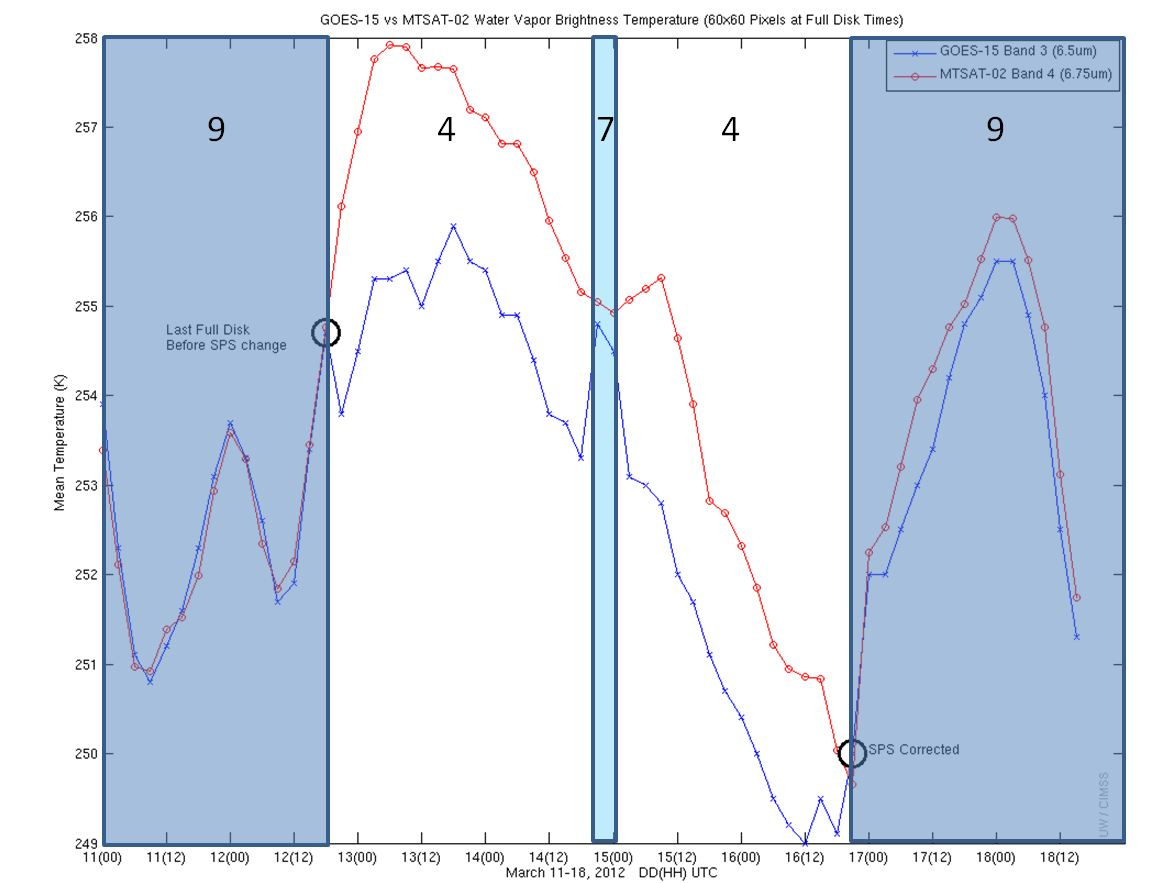 GOES-15 vs MTSAT-02 Water Vapor Brightness Temperature (60x60 Pixels at Full Disk Times)
GOES-15 Band 3 (6.5um)
MTSAT-02 Band 4 (6.75um)
9
4
7
4
9
258
257
256
255
254
253
252
251
250
249
Mean Temperature (K)
Last Full Disk
Before SPS change
SPS Corrected
UW / CIMSS
11(00) 11(12) 12(00) 12(12) 13(00) 13(12) 14(00) 14(12) 15(00) 15(12) 16(00) 16(12) 17(00) 17(12) 18(00) 18(12)
March 11-18, 2012 DD(HH) UTC